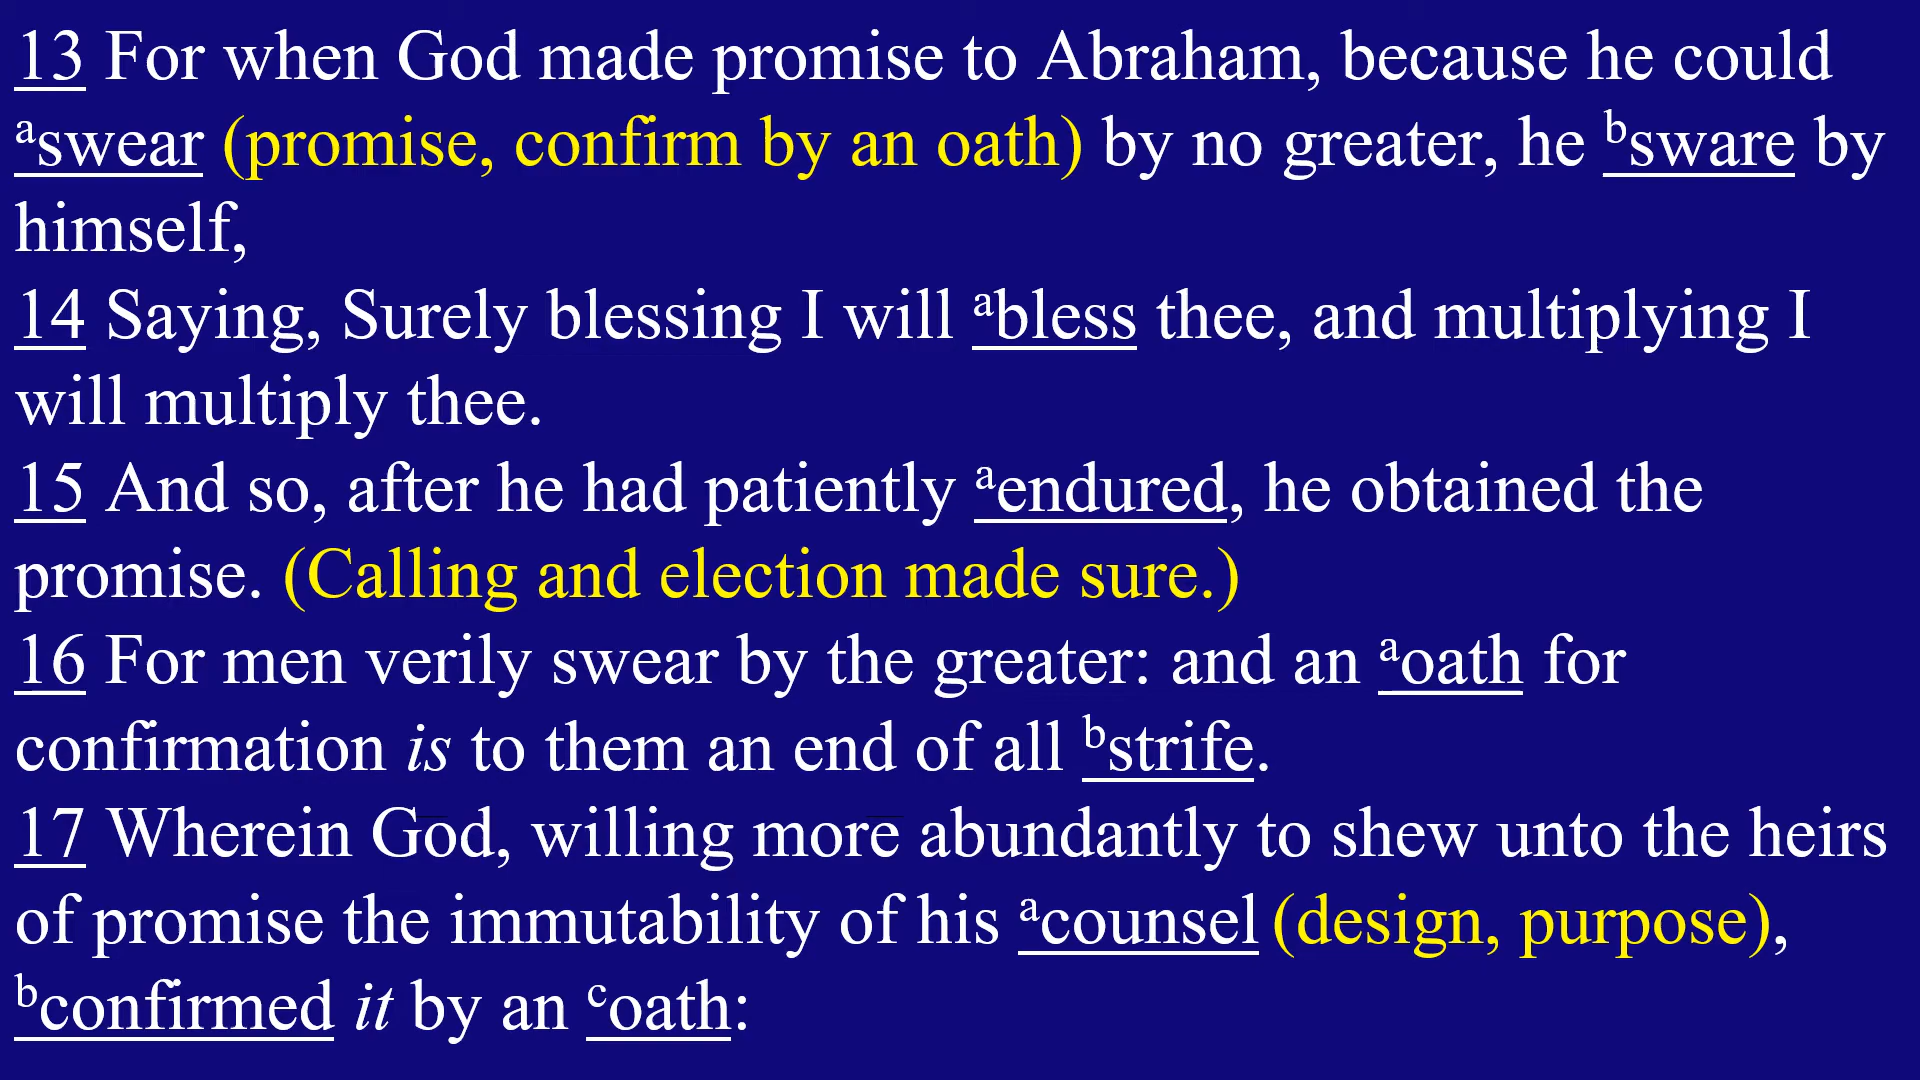 13 For when God made promise to Abraham, because he could
aswear (promise, confirm by an oath) by no greater, he bsware by
himself,
14 Saying, Surely blessing I will abless thee, and multiplying I
will multiply thee.
15 And so, after he had patiently aendured, he obtained the
promise. (Calling and election made sure.)
16 For men verily swear by the greater: and an aoath for
confirmation is to them an end of all bstrife.
17 Wherein God, willing more abundantly to shew unto the heirs
of promise the immutability of his acounsel (design, purpose),
bconfirmed it by an coath: